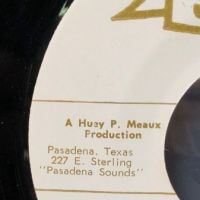 A Huey P. Meaux
Production
Pasadena, Texas
227 E. Sterling
"Pasadena Sounds"